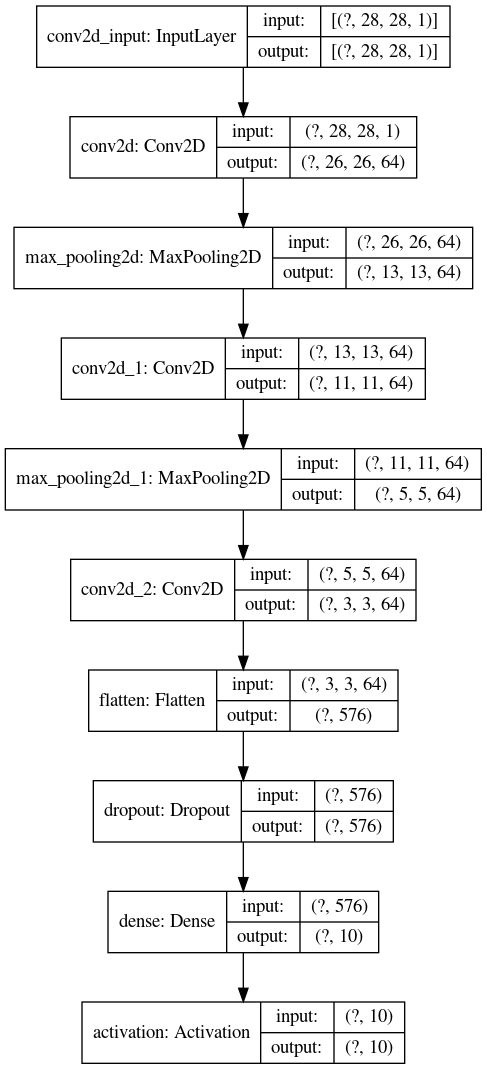 conv2d_input: InputLayer
input: [(?, 28, 28, 1)]
output: [(?, 28, 28, 1)]
conv2d: Conv2D
input: (?, 28, 28, 1)
output: (?, 26, 26, 64)
max_pooling2d: MaxPooling2D
input: (?, 26, 26, 64)
output: (?, 13, 13, 64)
conv2d_1: Conv2D
input: (?, 13, 13, 64)
output: (?, 11, 11, 64)
max_pooling2d_1: MaxPooling2D
input: (?, 11, 11, 64)
output: (?, 5, 5, 64)
conv2d_2: Conv2D
input: (?, 5, 5, 64)
output: (?, 3, 3, 64)
flatten: Flatten
input: (?, 3, 3, 64)
output: (?, 576)
dropout: Dropout
input: (?, 576)
output: (?, 576)
dense: Dense
input: (?, 576)
output: (?, 10)
activation: Activation
input: (?, 10)
output: (?, 10)